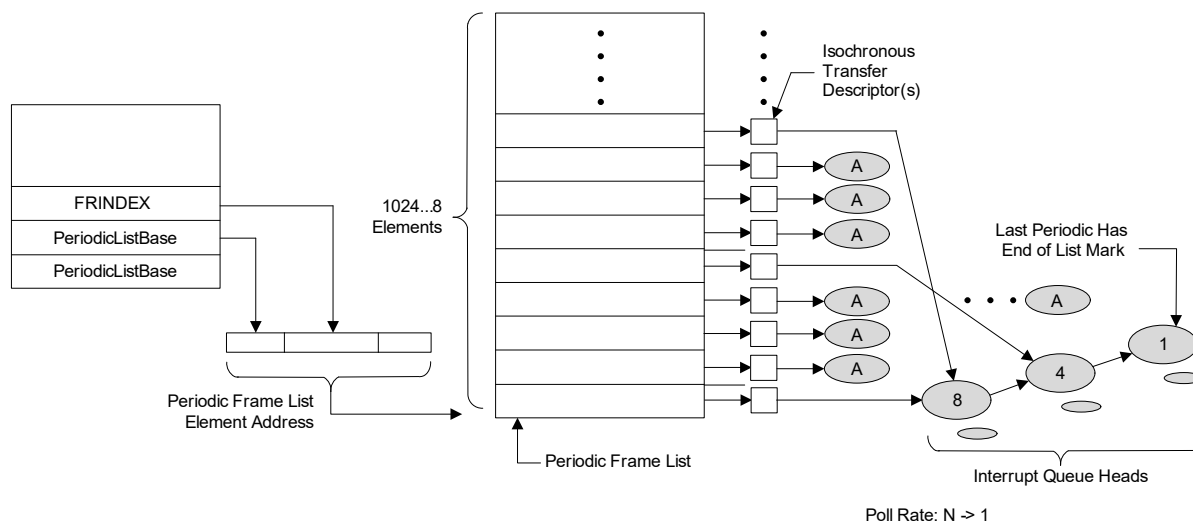 Isochronous
Transfer
Descriptor(s)
FRINDEX
PeriodicListBase
PeriodicListBase
1024...8
Elements
A
A
A
A
A
A
A
Last Periodic Has
End of List Mark
1
4
8
Periodic Frame List
Element Address
Periodic Frame List
Interrupt Queue Heads
Poll Rate: N -> 1